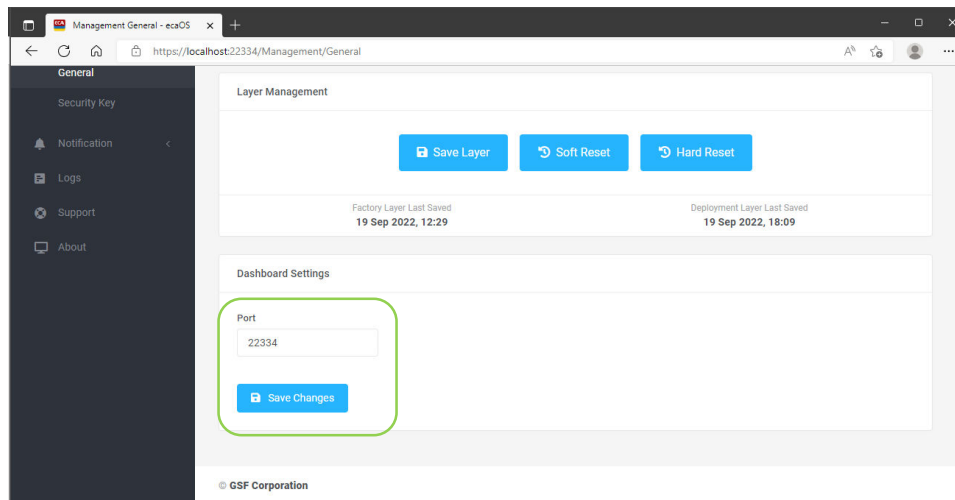 Management General - ecaOS
https://localhost:22334/Management/General
General
Security Key
Notification
Logs
Support
About
Layer Management
Save Layer
Soft Reset
Hard Reset
Factory Layer Last Saved
19 Sep 2022, 12:29
Deployment Layer Last Saved
19 Sep 2022, 18:09
Dashboard Settings
Port
22334
Save Changes
© GSF Corporation